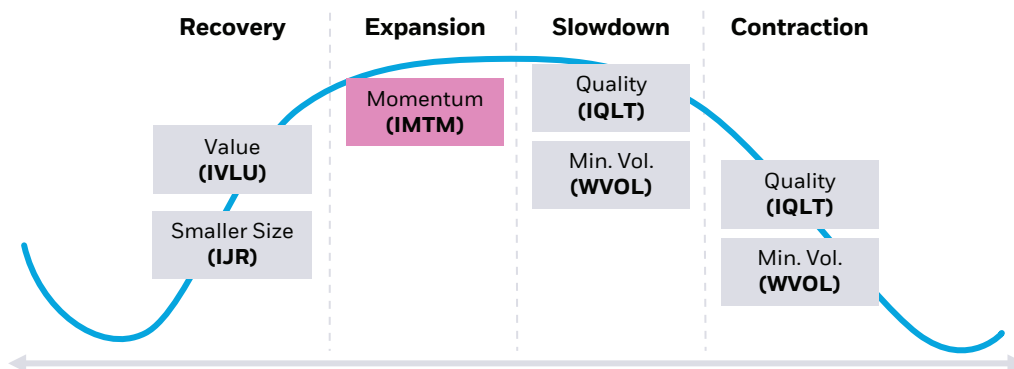 Recovery
Expansion
Slowdown
Contraction
Value
(IVLU)
Smaller Size
(IJR)
Momentum
(IMTM)
Quality
(IQLT)
Min. Vol.
(WVOL)
Quality
(IQLT)
Min. Vol.
(WVOL)